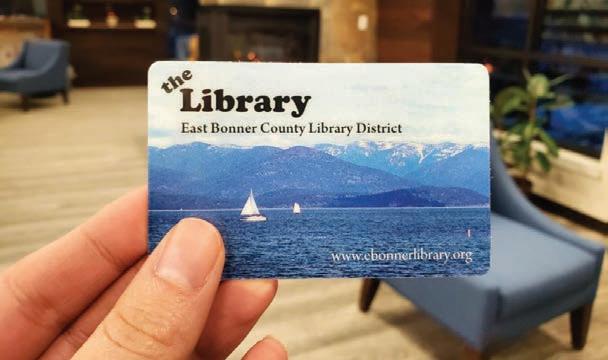 the
Library
East Bonner County Library District
www.ebonnerlibrary.org